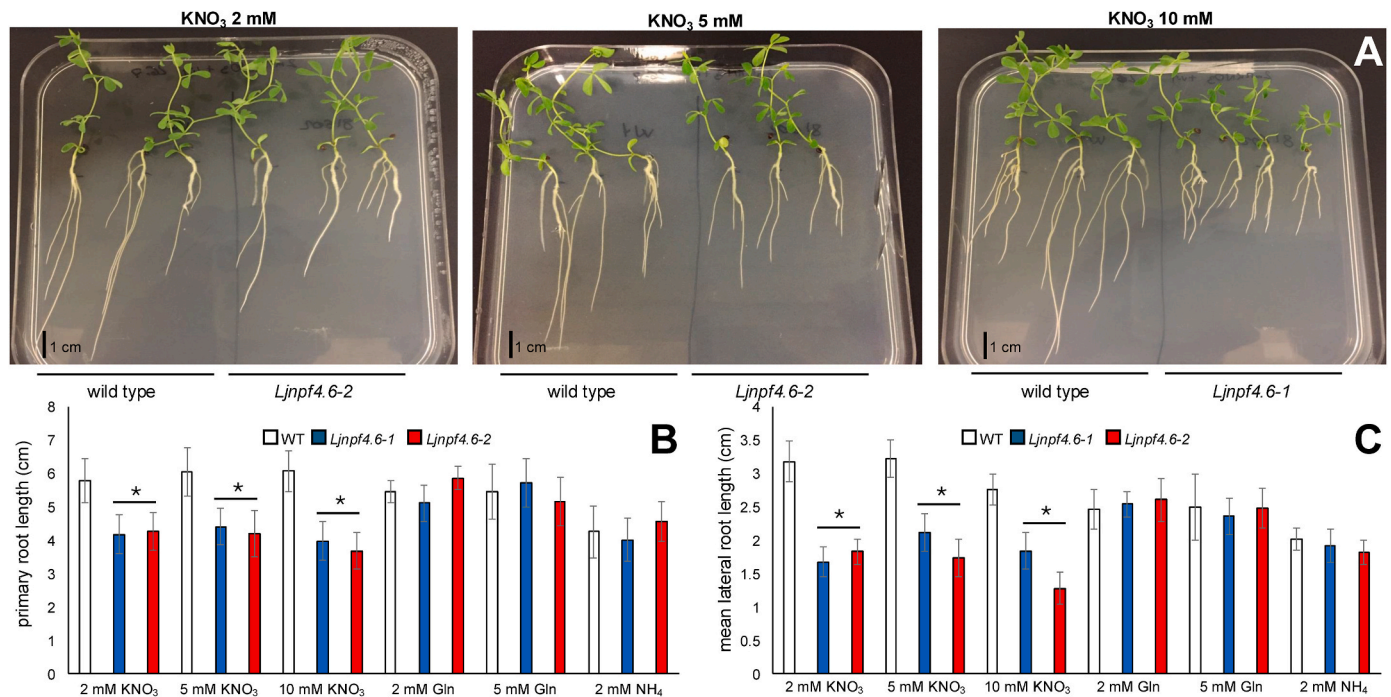 KNO₃ 2 mM
KNO₃ 5 mM
KNO₃ 10 mM
A
1 cm
1 cm
1 cm
wild type
Ljnpf4.6-2
wild type
Ljnpf4.6-2
wild type
Ljnpf4.6-1
B
primary root length (cm)
8
7
6
5
4
3
2
1
0
WT Ljnpf4.6-1 Ljnpf4.6-2
*
*
*
2 mM KNO₃ 5 mM KNO₃ 10 mM KNO₃ 2 mM Gln 5 mM Gln 2 mM NH₄
C
mean lateral root length (cm)
4
3.5
3
2.5
2
1.5
1
0.5
0
WT Ljnpf4.6-1 Ljnpf4.6-2
*
*
*
2 mM KNO₃ 5 mM KNO₃ 10 mM KNO₃ 2 mM Gln 5 mM Gln 2 mM NH₄